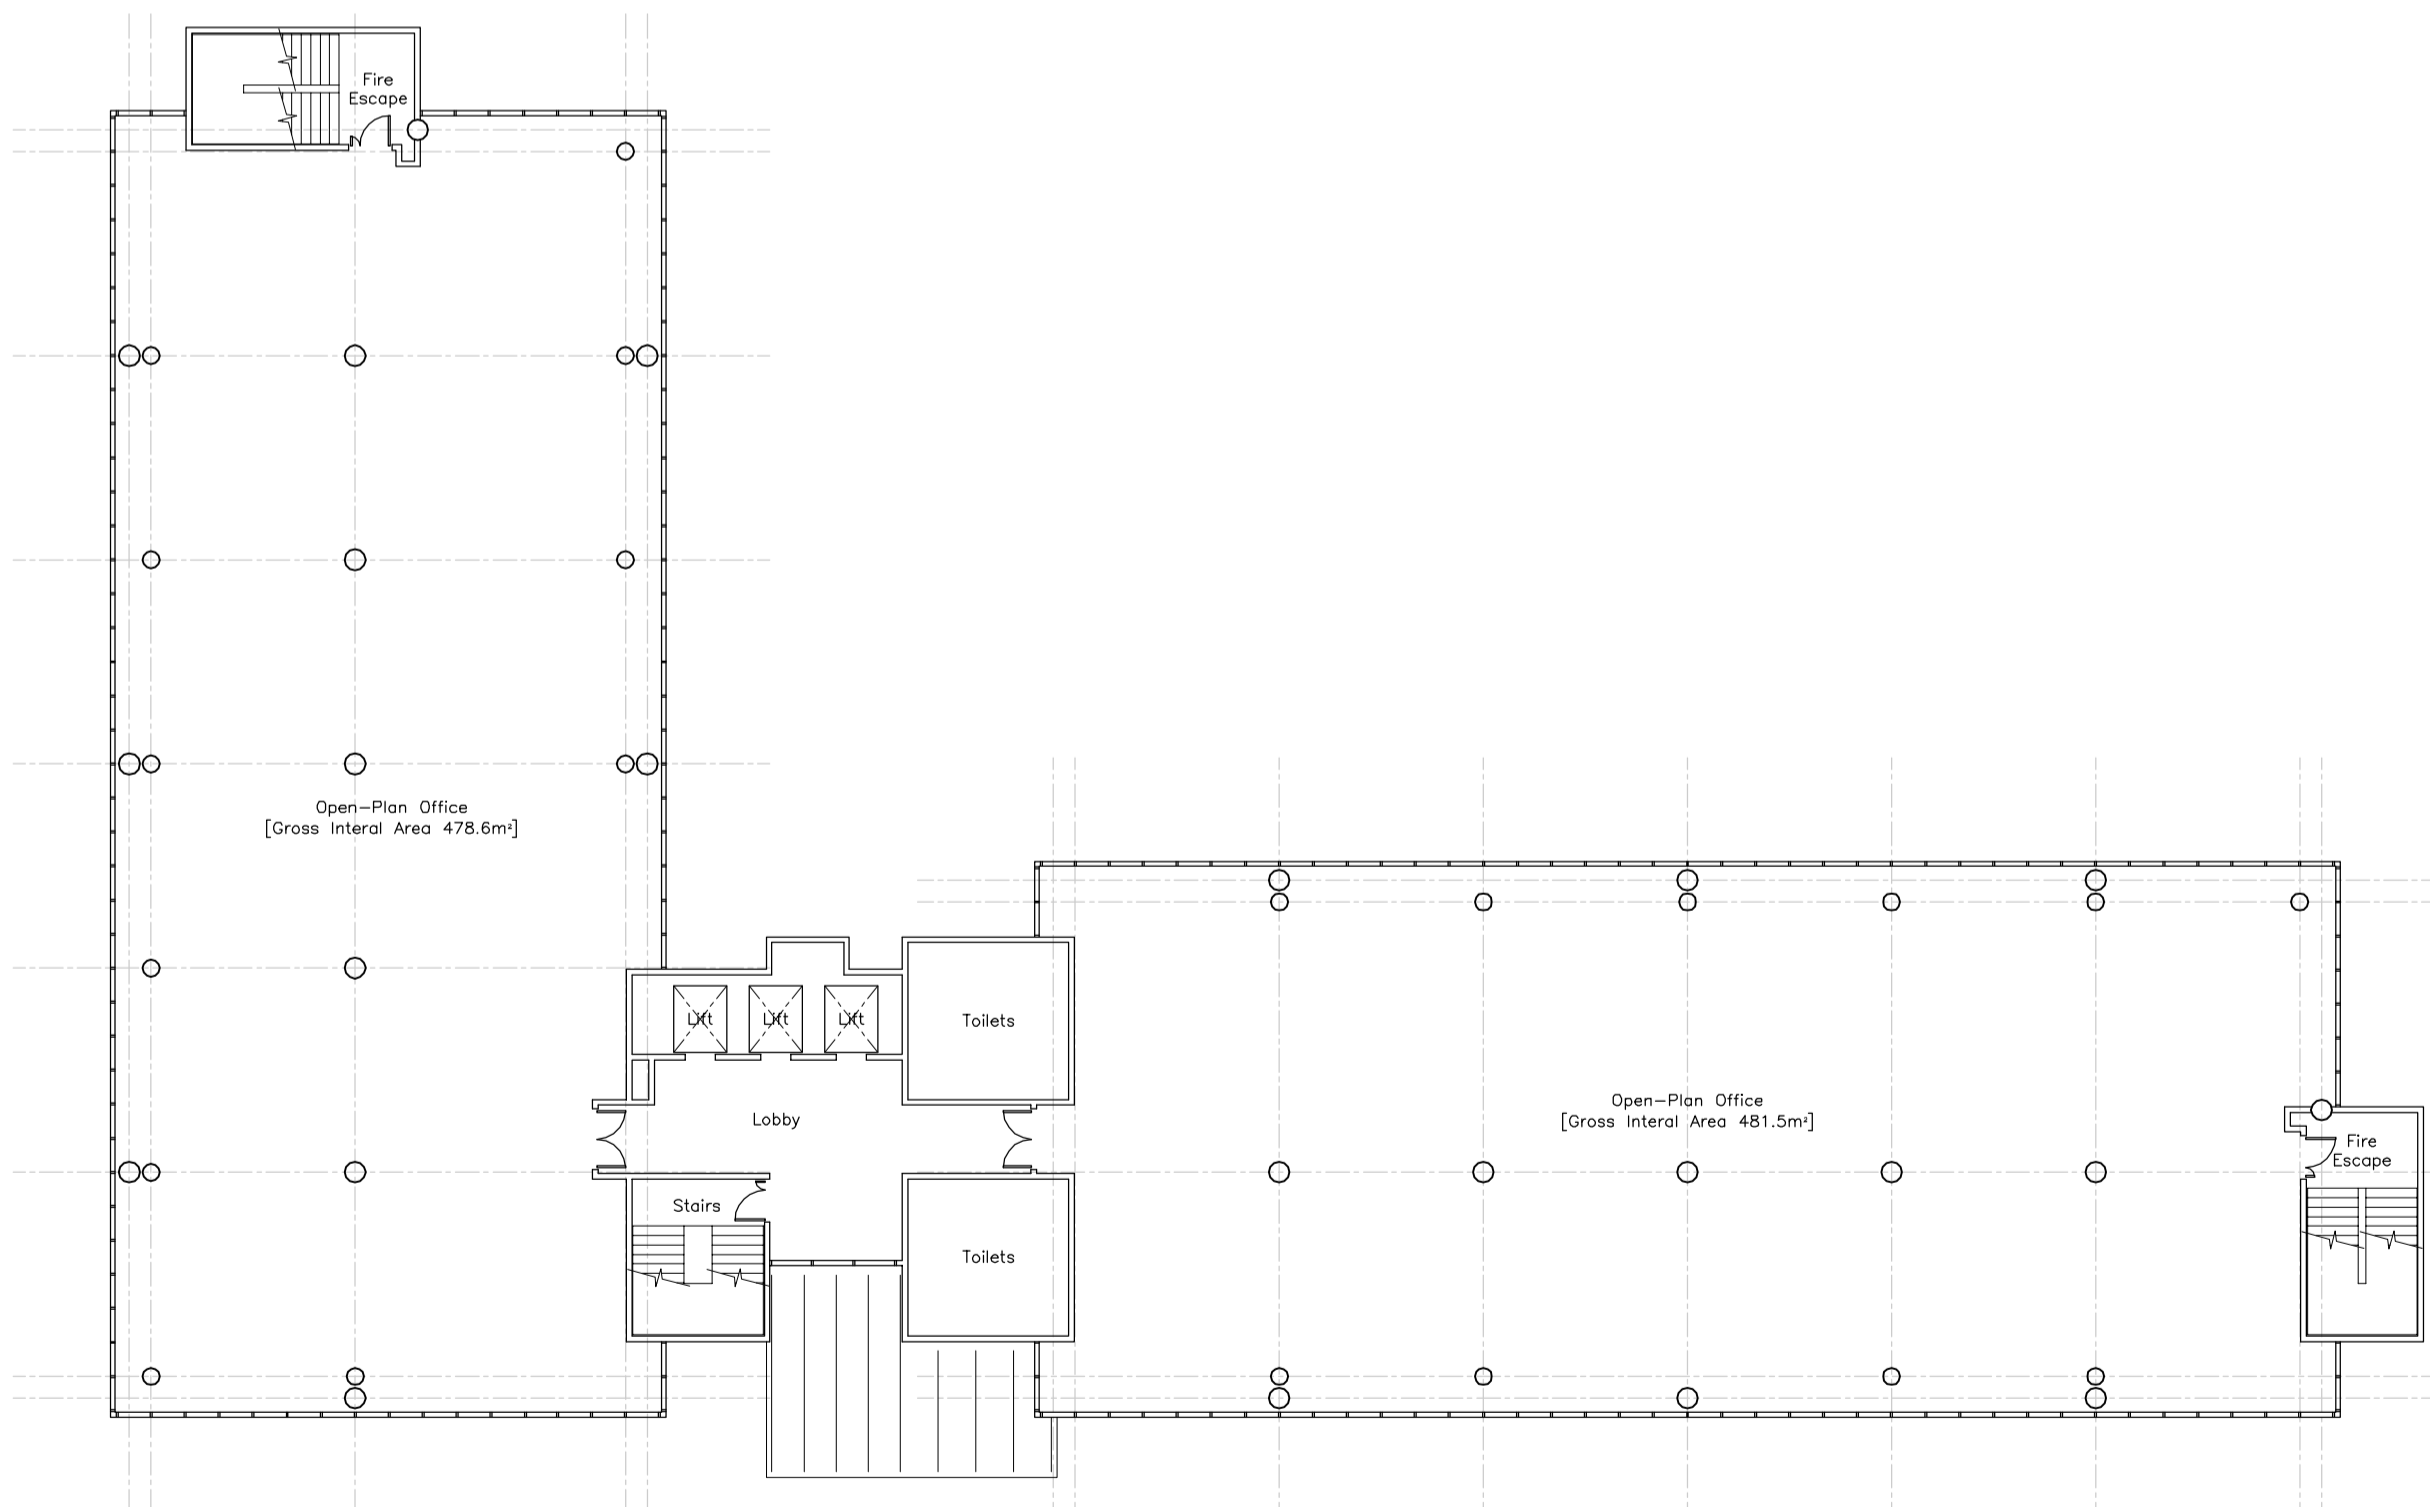 Fire
Escape
Open-Plan Office
[Gross Interal Area 478.6m²]
Lift Lift Lift
Toilets
Lobby
Open-Plan Office
[Gross Interal Area 481.5m²]
Fire
Escape
Stairs
Toilets